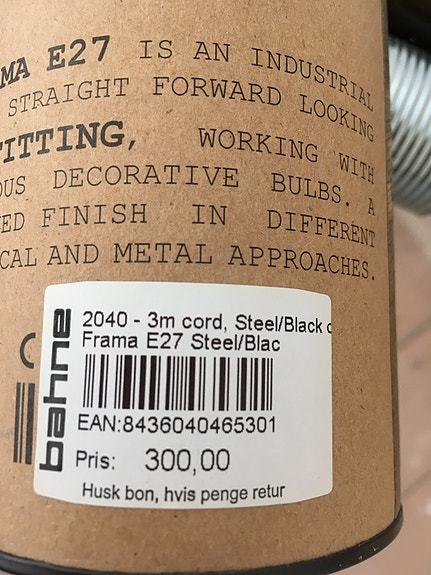 MA E27 IS AN INDUSTRIAL
STRAIGHT FORWARD LOOKING
FITTING, WORKING WITH
OUS DECORATIVE BULBS. A
ED FINISH IN DIFFERENT
CAL AND METAL APPROACHES.
bahne
2040 - 3m cord, Steel/Black c
Frama E27 Steel/Blac
EAN:8436040465301
Pris: 300,00
Husk bon, hvis penge retur